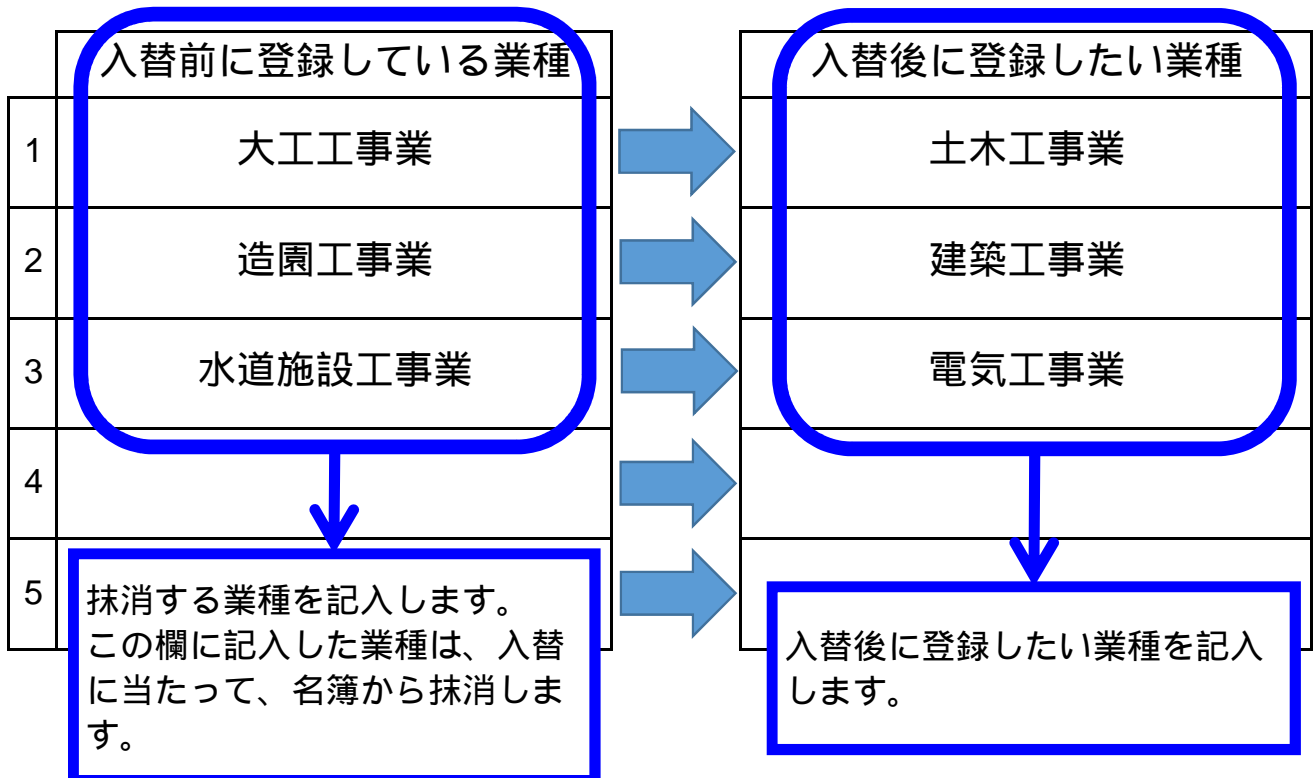 入替前に登録している業種 入替後に登録したい業種
1 大工工事業 土木工事業
2 造園工事業 建築工事業
3 水道施設工事業 電気工事業
4
5
抹消する業種を記入します。
この欄に記入した業種は、入替
に当たって、名簿から抹消しま
す。
入替後に登録したい業種を記入
します。